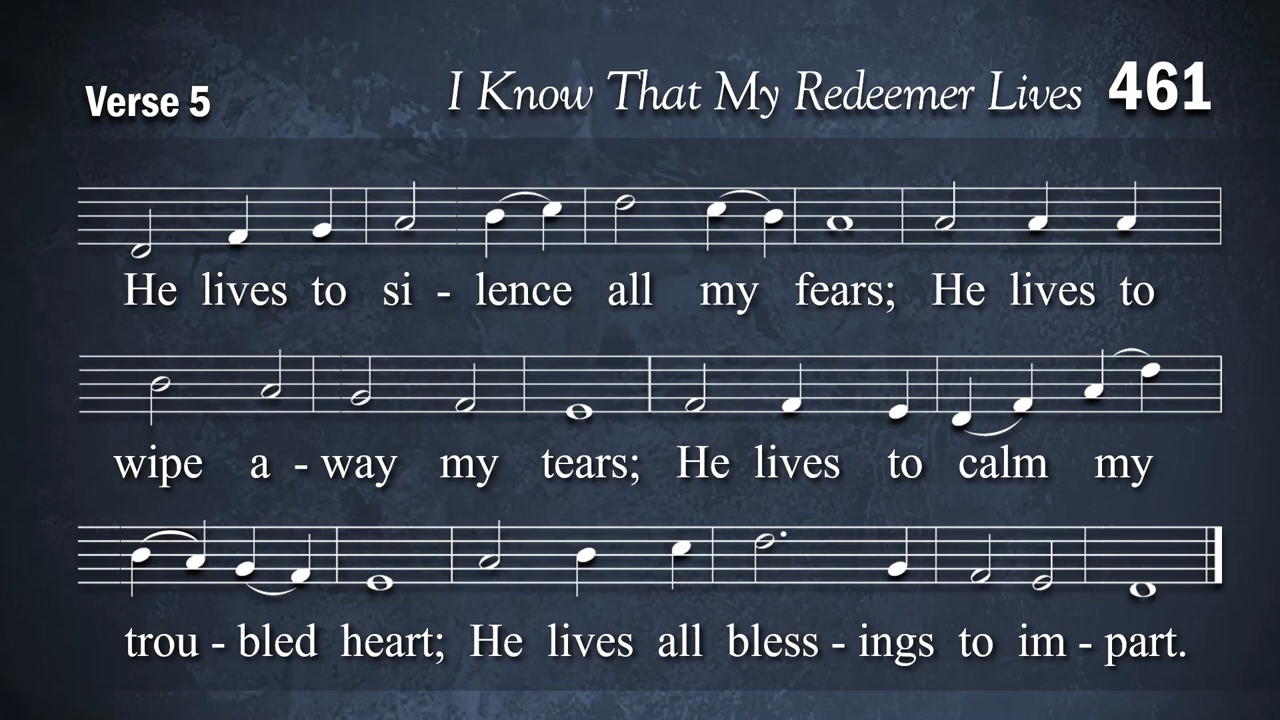 Verse 5 I Know That My Redeemer Lives 461
He lives to si - lence all my fears; He lives to
wipe a - way my tears; He lives to calm my
trou - bled heart; He lives all bless - ings to im - part.